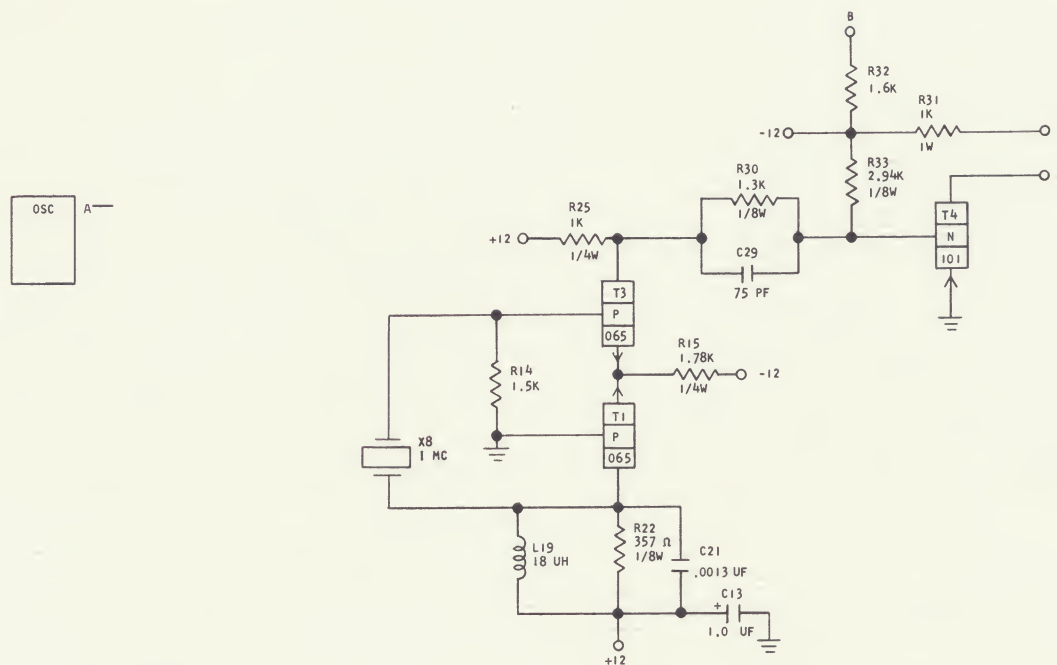 B
R32
1.6K
R31
1K
1W
-12
R33
2.94K
1/8W
R30
1.3K
1/8W
OSC
A
R25
1K
1/4W
+12
T4
N
101
C29
75 PF
T3
P
065
R15
1.78K
1/4W
-12
R14
1.5K
T1
P
065
X8
1 MC
R22
357 Ω
1/8W
L19
18 UH
C21
.0013 UF
C13
+
1.0 UF
+12